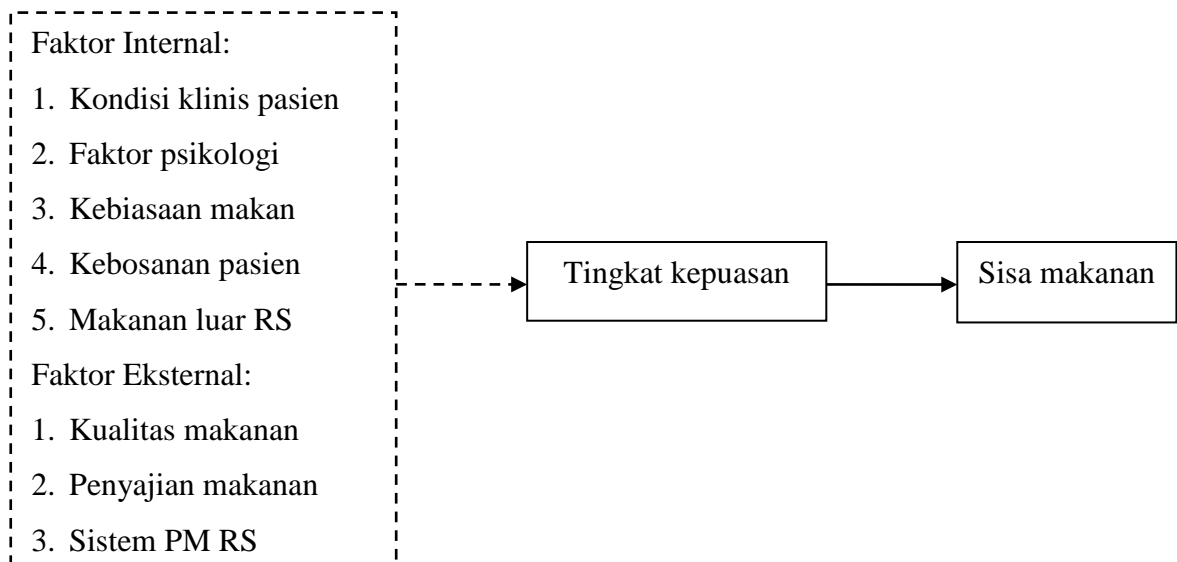 Faktor Internal:
1. Kondisi klinis pasien
2. Faktor psikologi
3. Kebiasaan makan
4. Kebosanan pasien
5. Makanan luar RS
Faktor Eksternal:
1. Kualitas makanan
2. Penyajian makanan
3. Sistem PM RS
Tingkat kepuasan
Sisa makanan